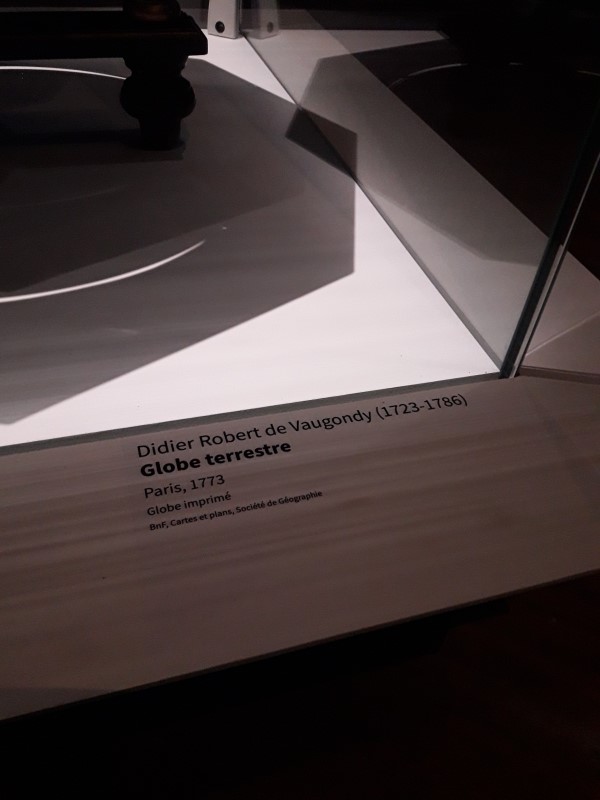 Didier Robert de Vaugondy (1723-1786)
Globe terrestre
Paris, 1773
Globe imprimé
BnF, Cartes et plans, Société de Géographie